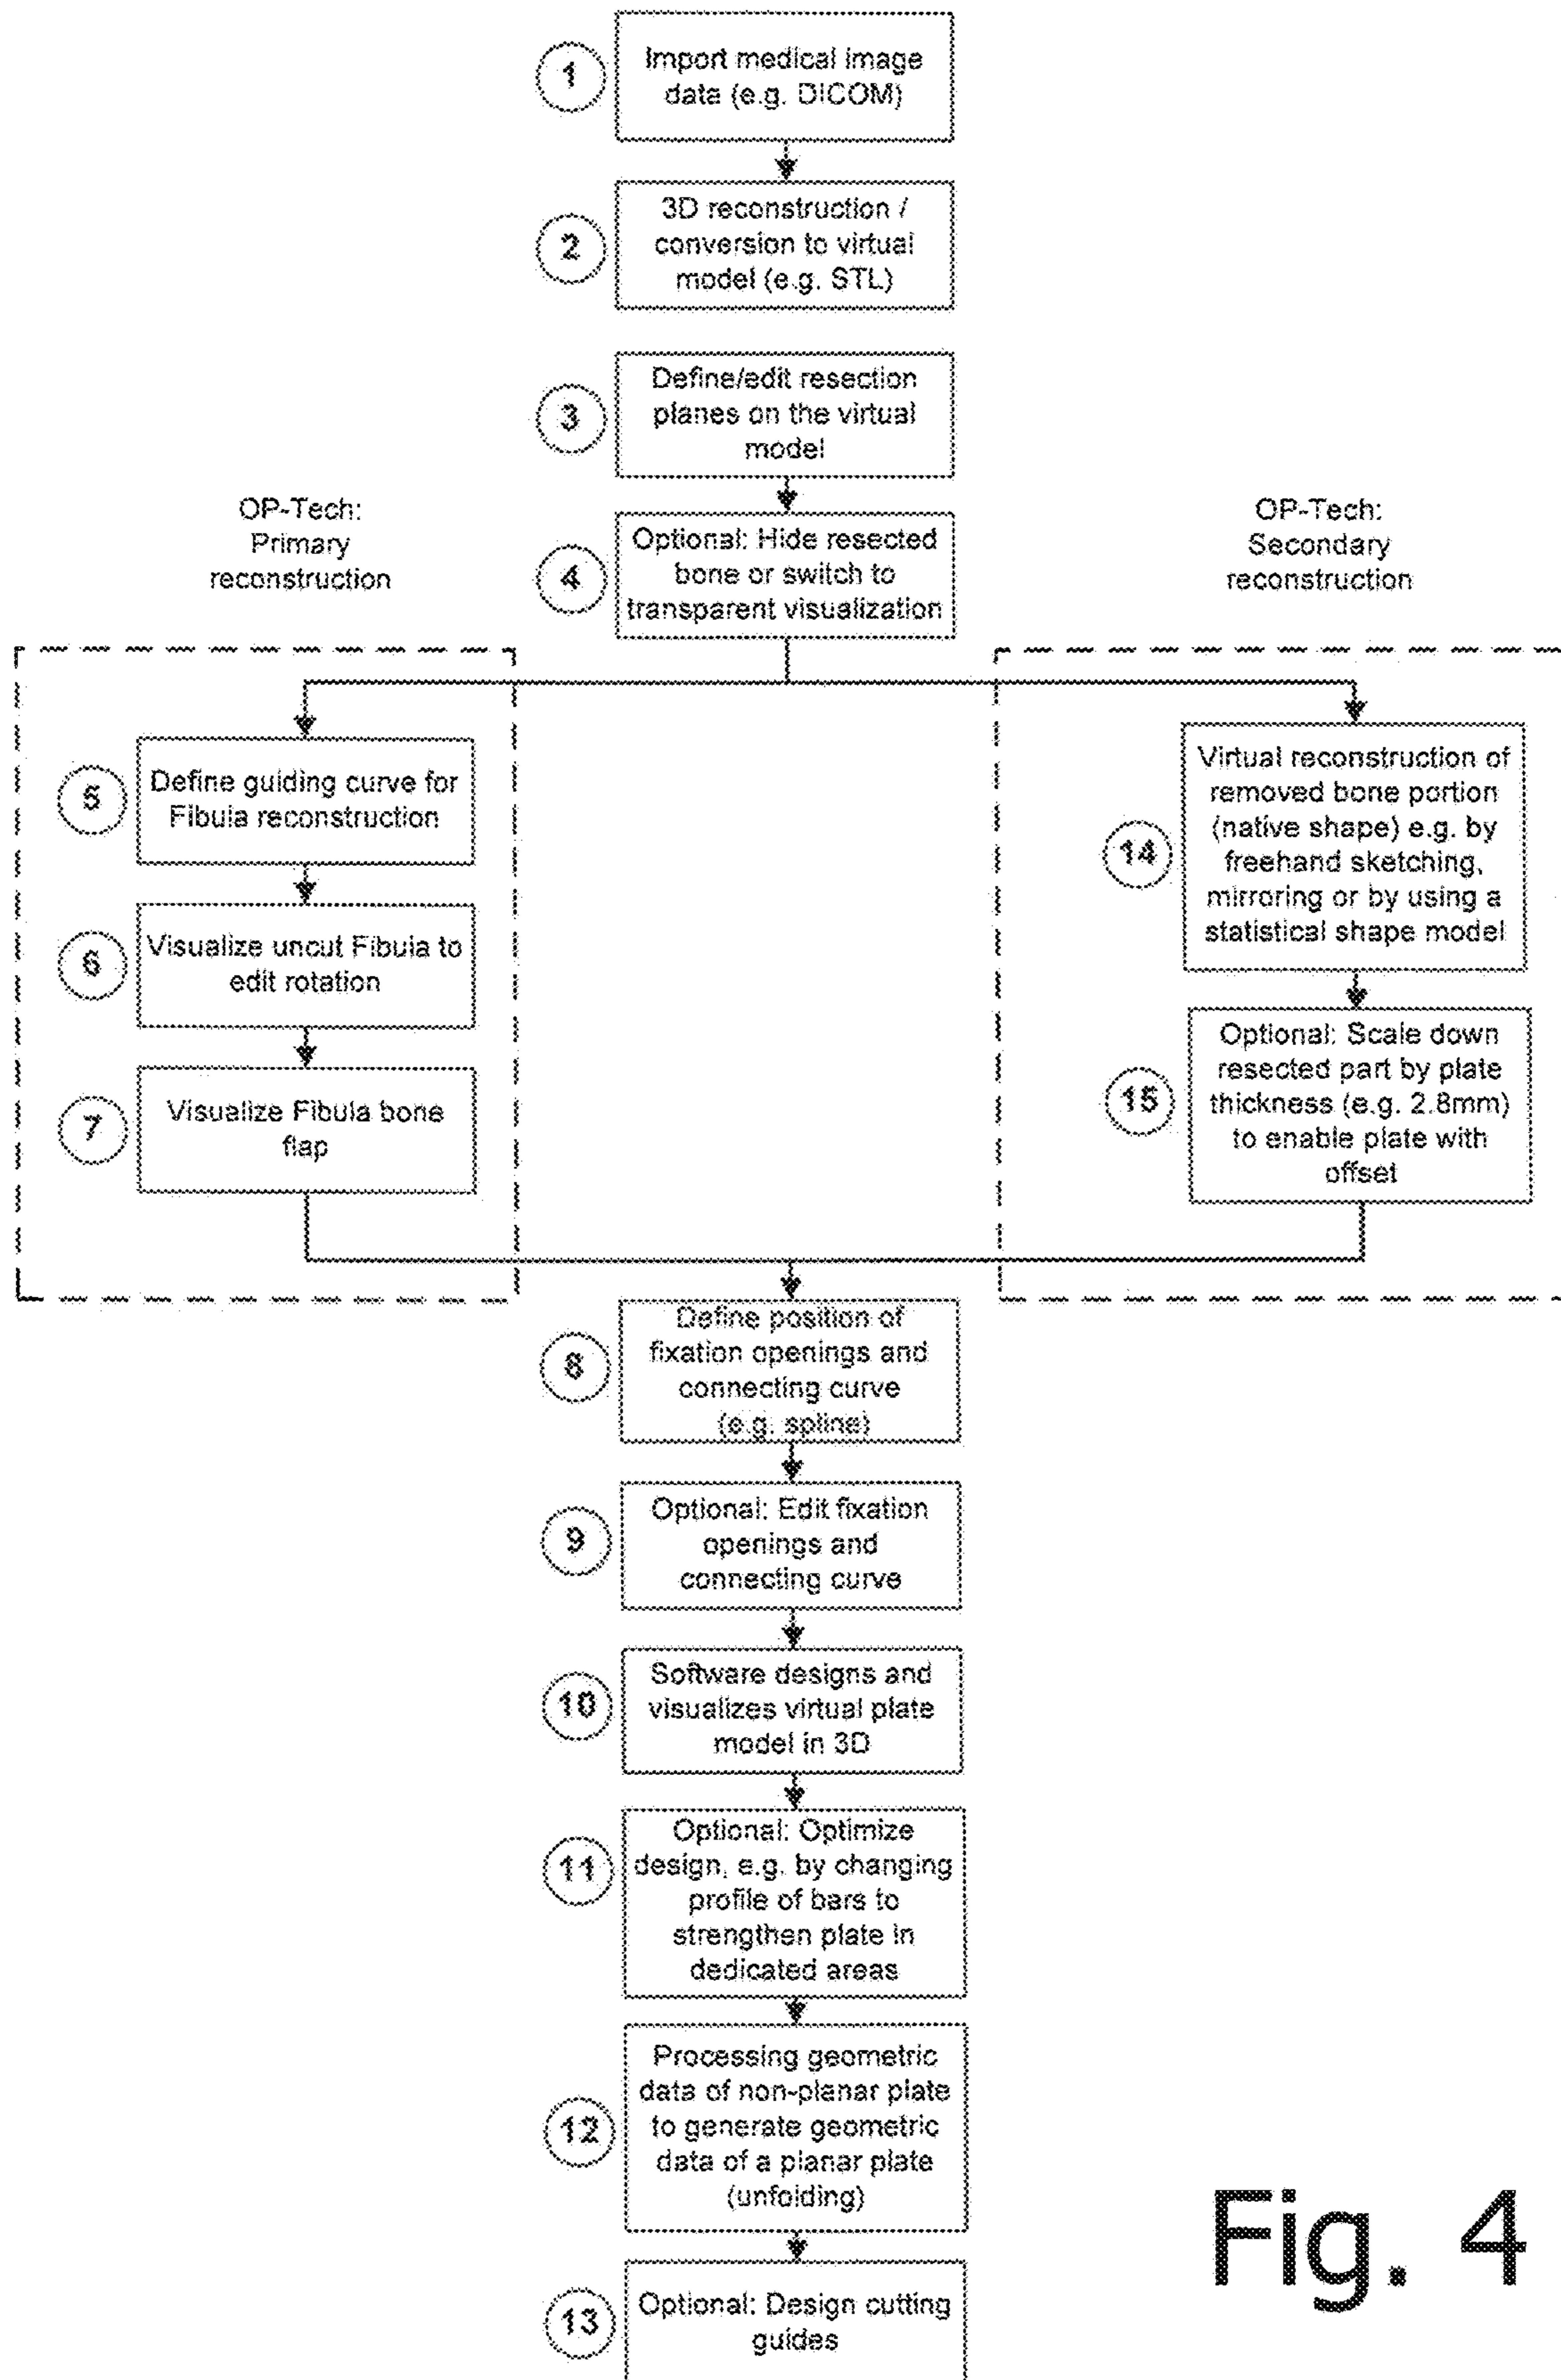 1
Import medical image
data (e.g. DICOM)
2
3D reconstruction /
conversion to virtual
model (e.g. STL)
3
Define/edit resection
planes on the virtual
model
4
Optional: Hide resected
bone or switch to
transparent visualization
OP-Tech:
Primary
reconstruction
OP-Tech:
Secondary
reconstruction
5
Define guiding curve for
Fibula reconstruction
6
Visualize uncut Fibula to
edit rotation
7
Visualize Fibula bone
flap
14
Virtual reconstruction of
removed bone portion
(native shape) e.g. by
freehand sketching,
mirroring or by using a
statistical shape model
15
Optional: Scale down
resected part by plate
thickness (e.g. 2.8mm)
to enable plate with
offset
8
Define position of
fixation openings and
connecting curve
(e.g. spline)
9
Optional: Edit fixation
openings and
connecting curve
10
Software designs and
visualizes virtual plate
model in 3D
11
Optional: Optimize
design, e.g. by changing
profile of bars to
strengthen plate in
dedicated areas
12
Processing geometric
data of non-planar plate
to generate geometric
data of a planar plate
(unfolding)
13
Optional: Design cutting
guides
Fig. 4